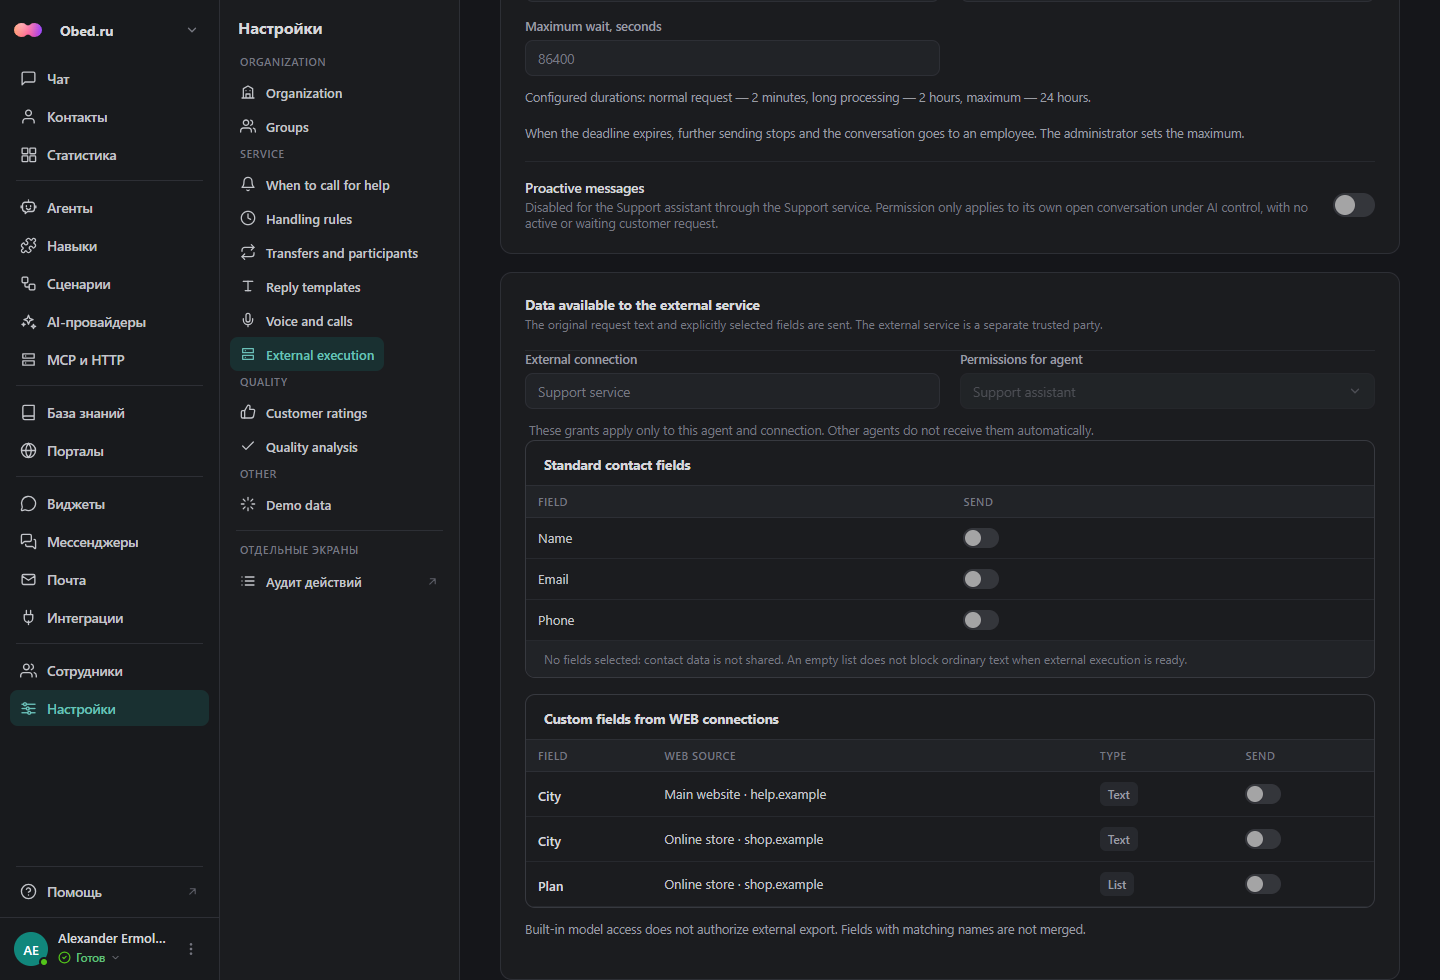 Obed.ru
Чат
Контакты
Статистика
Агенты
Навыки
Сценарии
AI-провайдеры
MCP и HTTP
База знаний
Порталы
Виджеты
Мессенджеры
Почта
Интеграции
Сотрудники
Настройки
Помощь
AE
Alexander Ermol...
Готов
Настройки
ORGANIZATION
Organization
Groups
SERVICE
When to call for help
Handling rules
Transfers and participants
Reply templates
Voice and calls
External execution
QUALITY
Customer ratings
Quality analysis
OTHER
Demo data
ОТДЕЛЬНЫЕ ЭКРАНЫ
Аудит действий
Maximum wait, seconds
86400
Configured durations: normal request — 2 minutes, long processing — 2 hours, maximum — 24 hours.
When the deadline expires, further sending stops and the conversation goes to an employee. The administrator sets the maximum.
Proactive messages
Disabled for the Support assistant through the Support service. Permission only applies to its own open conversation under AI control, with no
active or waiting customer request.
Data available to the external service
The original request text and explicitly selected fields are sent. The external service is a separate trusted party.
External connection
Permissions for agent
Support service
Support assistant
These grants apply only to this agent and connection. Other agents do not receive them automatically.
Standard contact fields
FIELD SEND
Name
Email
Phone
No fields selected: contact data is not shared. An empty list does not block ordinary text when external execution is ready.
Custom fields from WEB connections
FIELD WEB SOURCE TYPE SEND
City Main website · help.example Text
City Online store · shop.example Text
Plan Online store · shop.example List
Built-in model access does not authorize external export. Fields with matching names are not merged.